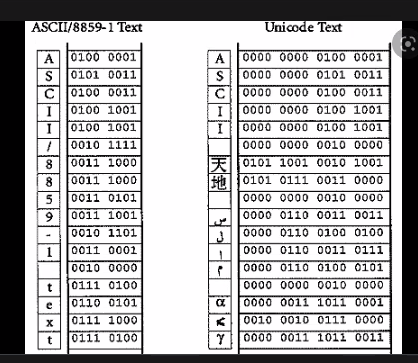 ASCII/8859-1 Text Unicode Text
A 0100 0001 A 0000 0000 0100 0001
S 0101 0011 S 0000 0000 0101 0011
C 0100 0011 C 0000 0000 0100 0011
I 0100 1001 I 0000 0000 0100 1001
I 0100 1001 I 0000 0000 0100 1001
/ 0010 1111 0000 0000 0010 0000
8 0011 1000 天 0101 1001 0010 1001
8 0011 1000 地 0101 0111 0011 0000
5 0011 0101 0000 0000 0010 0000
9 0011 1001 س 0000 0110 0011 0011
- 0010 1101 ل 0000 0110 0100 0100
1 0011 0001 ا 0000 0110 0011 0111
0010 0000 م 0000 0110 0100 0101
t 0111 0100 0000 0000 0010 0000
e 0110 0101 α 0000 0011 1011 0001
x 0111 1000 ≰ 0010 0010 0111 0000
t 0111 0100 γ 0000 0011 1011 0011